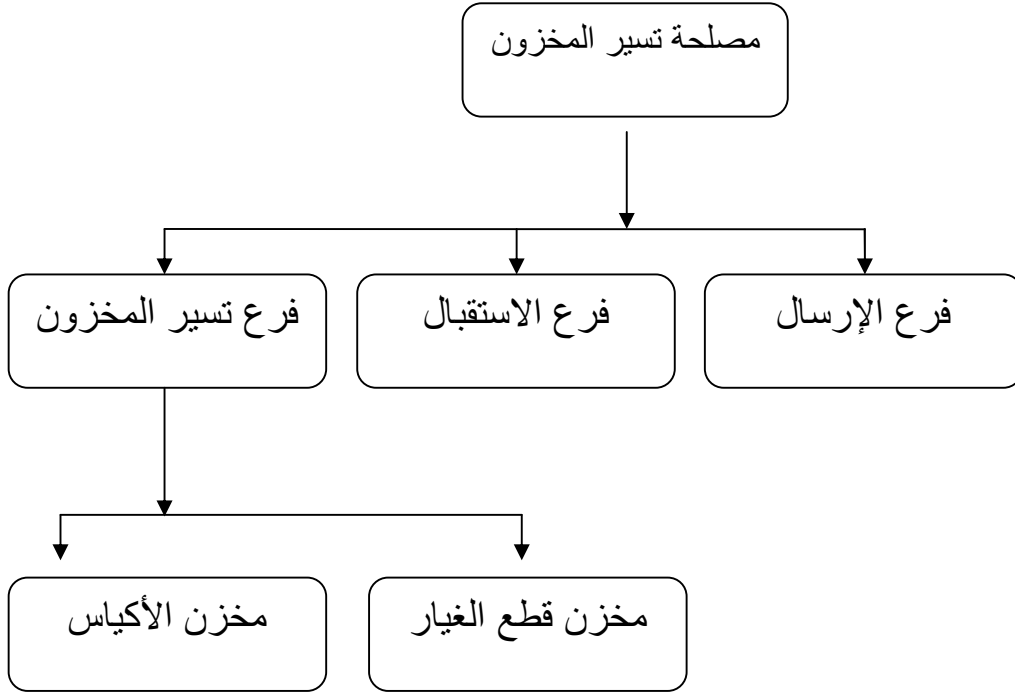 مصلحة تسير المخزون
فرع الإرسال
فرع الاستقبال
فرع تسير المخزون
مخزن قطع الغيار
مخزن الأكياس